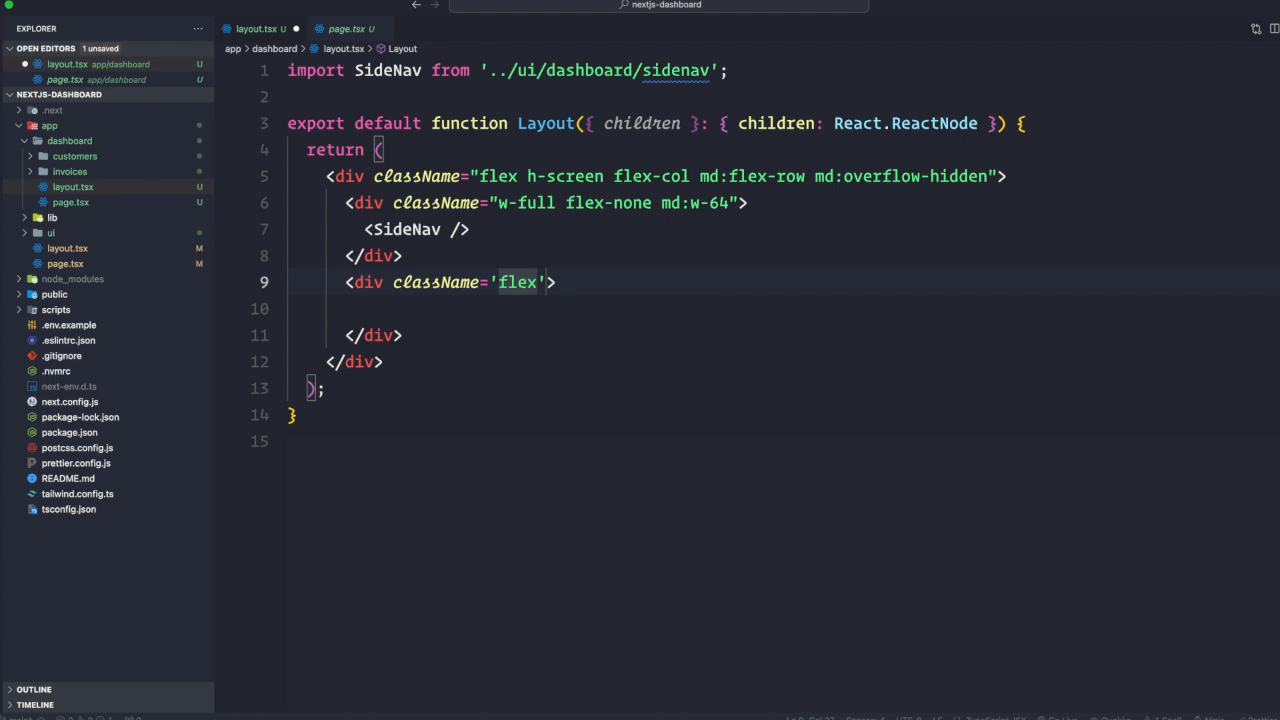 nextjs-dashboard
EXPLORER
layout.tsx U
page.tsx U
OPEN EDITORS 1 unsaved
app > dashboard > layout.tsx > Layout
layout.tsx app/dashboard U
page.tsx app/dashboard U
NEXTJS-DASHBOARD
.next
app
dashboard
customers
invoices
layout.tsx U
page.tsx U
lib
ui
layout.tsx M
page.tsx M
node_modules
public
scripts
.env.example
.eslintrc.json
.gitignore
.nvmrc
next-env.d.ts
next.config.js
package-lock.json
package.json
postcss.config.js
prettier.config.js
README.md
tailwind.config.ts
tsconfig.json
OUTLINE
TIMELINE
1 import SideNav from '../ui/dashboard/sidenav';
2
3 export default function Layout({ children }: { children: React.ReactNode }) {
4 return (
5 <div className="flex h-screen flex-col md:flex-row md:overflow-hidden">
6 <div className="w-full flex-none md:w-64">
7 <SideNav />
8 </div>
9 <div className='flex'>
10
11 </div>
12 </div>
13 );
14 }
15